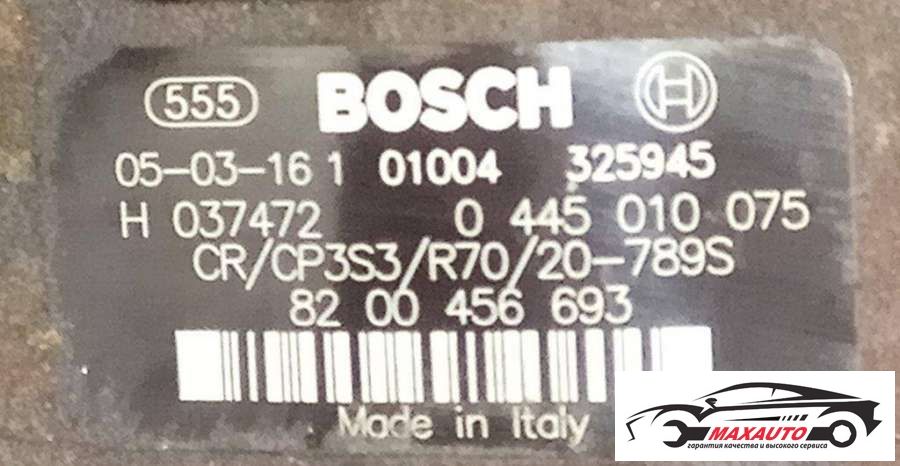 555 BOSCH H
05-03-16 1 01004 325945
H 037472 0 445 010 075
CR/CP3S3/R70/20-789S
82 00 456 693
Made in Italy
MAXAUTO
гарантия качества и высокого сервиса